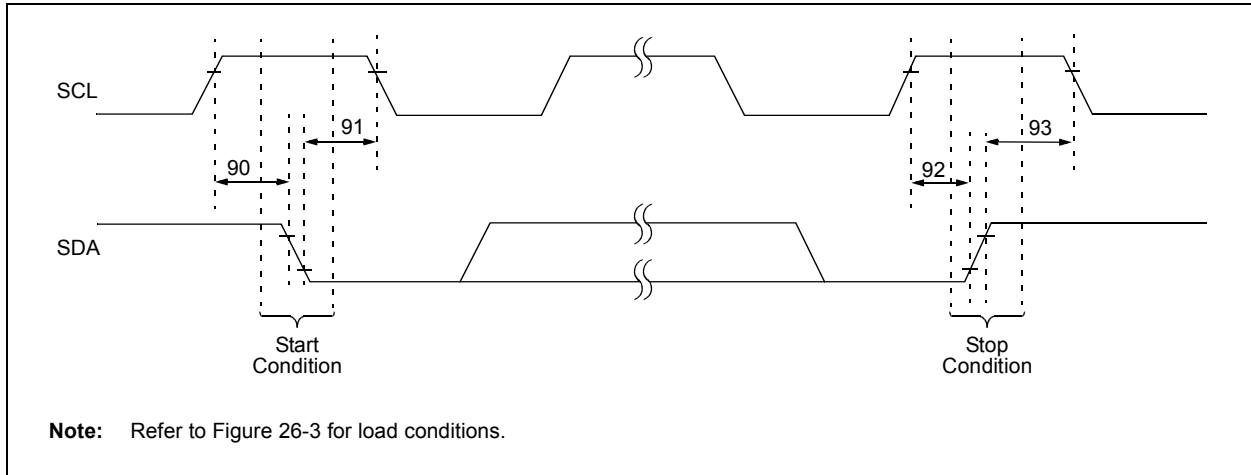 SCL
91
93
90
92
SDA
Start
Condition
Stop
Condition
Note: Refer to Figure 26-3 for load conditions.